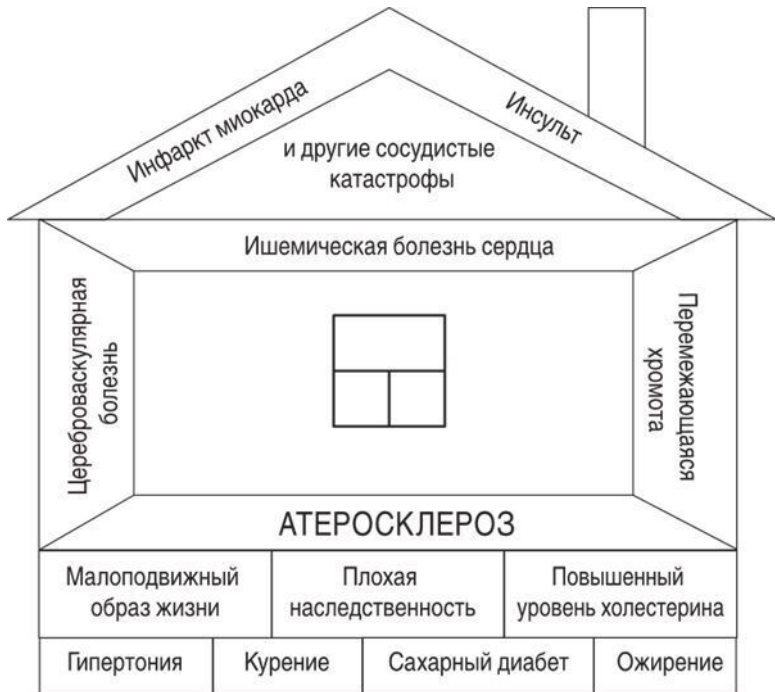 Инфаркт миокарда
Инсульт
и другие сосудистые
катастрофы
Ишемическая болезнь сердца
Цереброваскулярная
болезнь
Перемежающаяся
хромота
АТЕРОСКЛЕРОЗ
Малоподвижный
образ жизни
Плохая
наследственность
Повышенный
уровень холестерина
Гипертония
Курение
Сахарный диабет
Ожирение